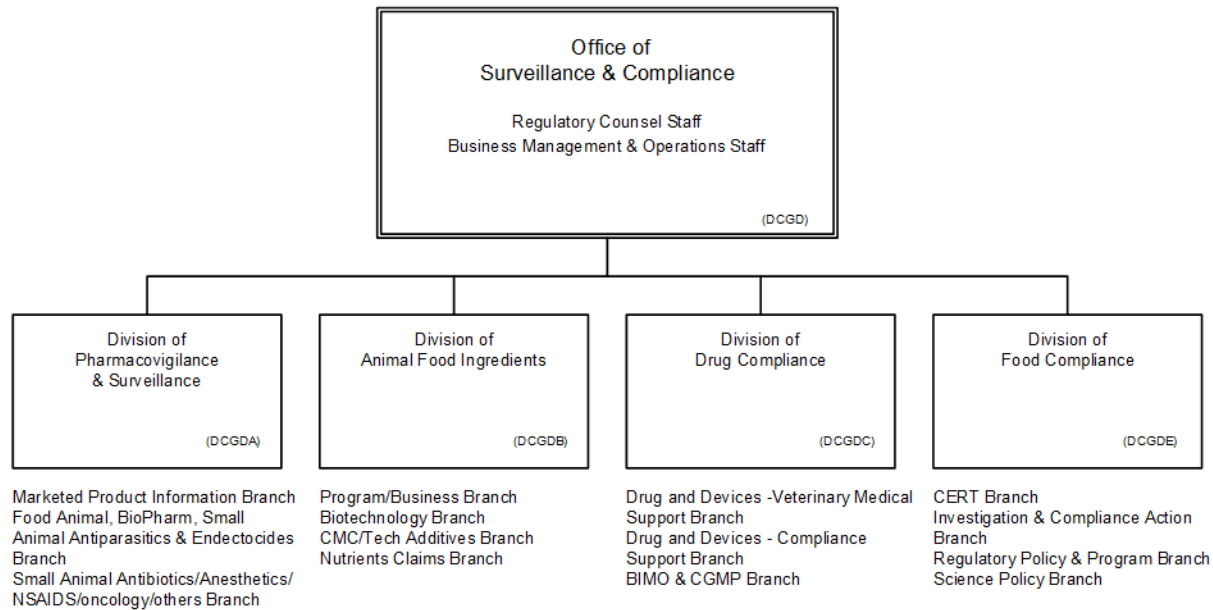 Office of
Surveillance & Compliance
Regulatory Counsel Staff
Business Management & Operations Staff
(DCGD)
Division of
Pharmacovigilance
& Surveillance
(DCGDA)
Marketed Product Information Branch
Food Animal, BioPharm, Small
Animal Antiparasitics & Endectocides
Branch
Small Animal Antibiotics/Anesthetics/
NSAIDS/oncology/others Branch
Division of
Animal Food Ingredients
(DCGDB)
Program/Business Branch
Biotechnology Branch
CMC/Tech Additives Branch
Nutrients Claims Branch
Division of
Drug Compliance
(DCGDC)
Drug and Devices -Veterinary Medical
Support Branch
Drug and Devices - Compliance
Support Branch
BIMO & CGMP Branch
Division of
Food Compliance
(DCGDE)
CERT Branch
Investigation & Compliance Action
Branch
Regulatory Policy & Program Branch
Science Policy Branch